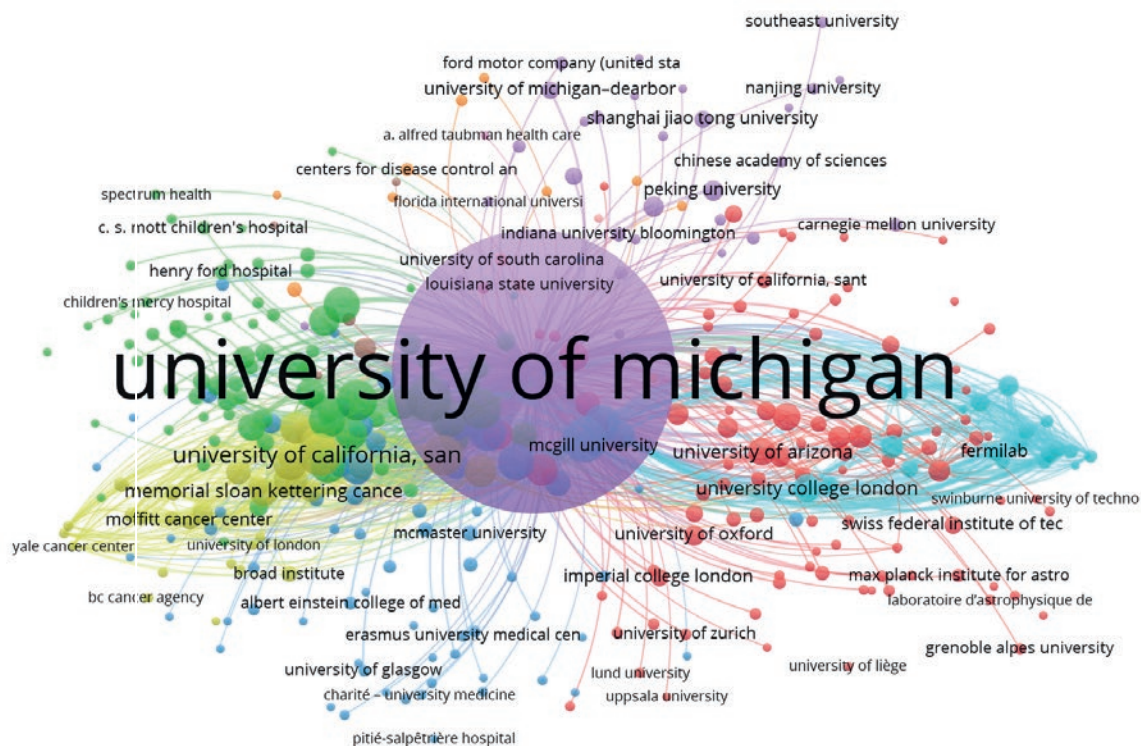 southeast university
ford motor company (united sta
university of michigan–dearbor
nanjing university
shanghai jiao tong university
a. alfred taubman health care
chinese academy of sciences
centers for disease control an
peking university
spectrum health
florida international universi
c. s. mott children's hospital
indiana university bloomington
carnegie mellon university
university of south carolina
henry ford hospital
louisiana state university
university of california, sant
children's mercy hospital
university of michigan
mcgill university
university of california, san
university of arizona
fermilab
memorial sloan kettering cance
university college london
swinburne university of techno
moffitt cancer center
swiss federal institute of tec
mcmaster university
university of oxford
yale cancer center
university of london
broad institute
imperial college london
max planck institute for astro
bc cancer agency
albert einstein college of med
laboratoire d'astrophysique de
erasmus university medical cen
university of zurich
grenoble alpes university
university of glasgow
lund university
university of liège
charité – university medicine
uppsala university
pitié-salpêtrière hospital